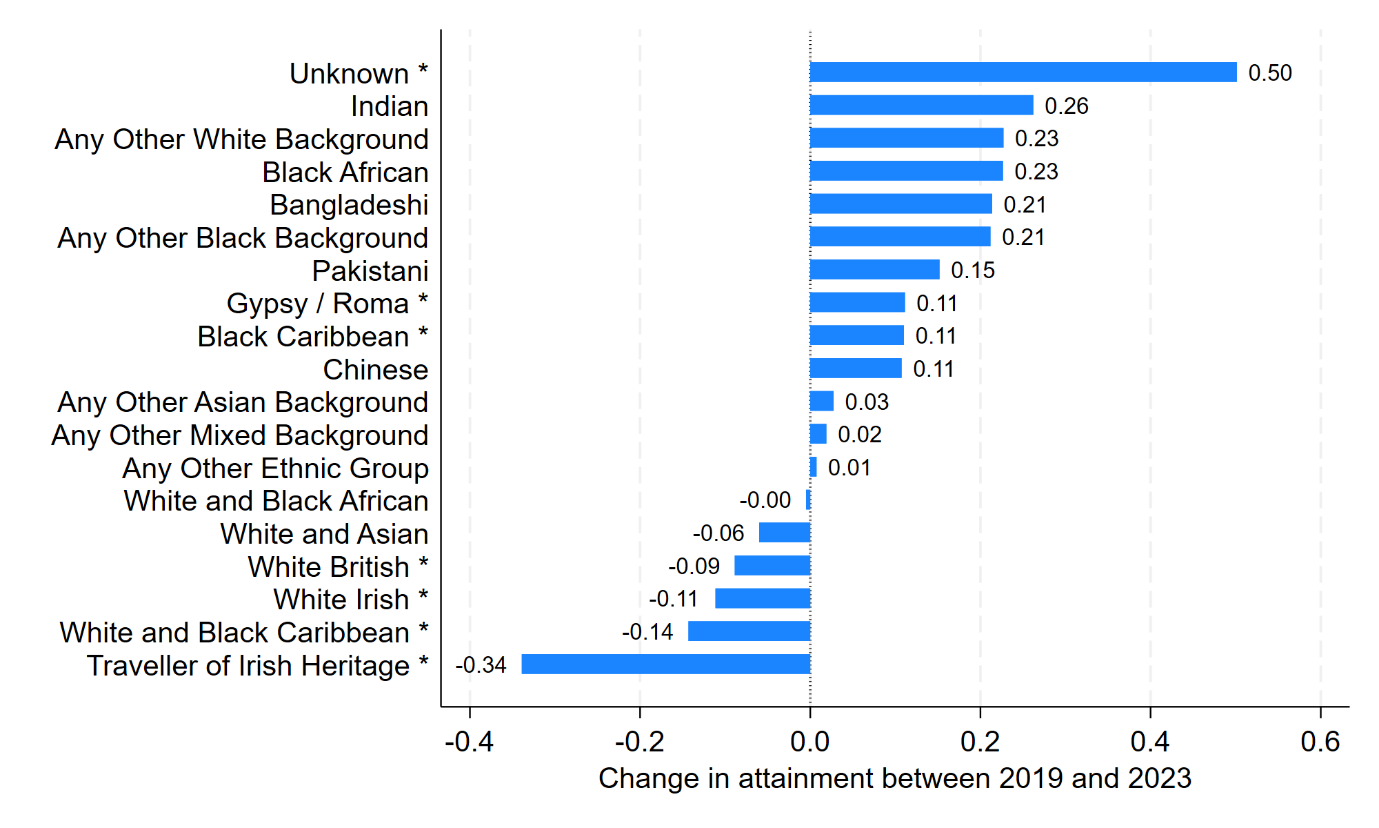 Unknown * 0.50
Indian 0.26
Any Other White Background 0.23
Black African 0.23
Bangladeshi 0.21
Any Other Black Background 0.21
Pakistani 0.15
Gypsy / Roma * 0.11
Black Caribbean * 0.11
Chinese 0.11
Any Other Asian Background 0.03
Any Other Mixed Background 0.02
Any Other Ethnic Group 0.01
White and Black African -0.00
White and Asian -0.06
White British * -0.09
White Irish * -0.11
White and Black Caribbean * -0.14
Traveller of Irish Heritage * -0.34
-0.4 -0.2 0.0 0.2 0.4 0.6
Change in attainment between 2019 and 2023